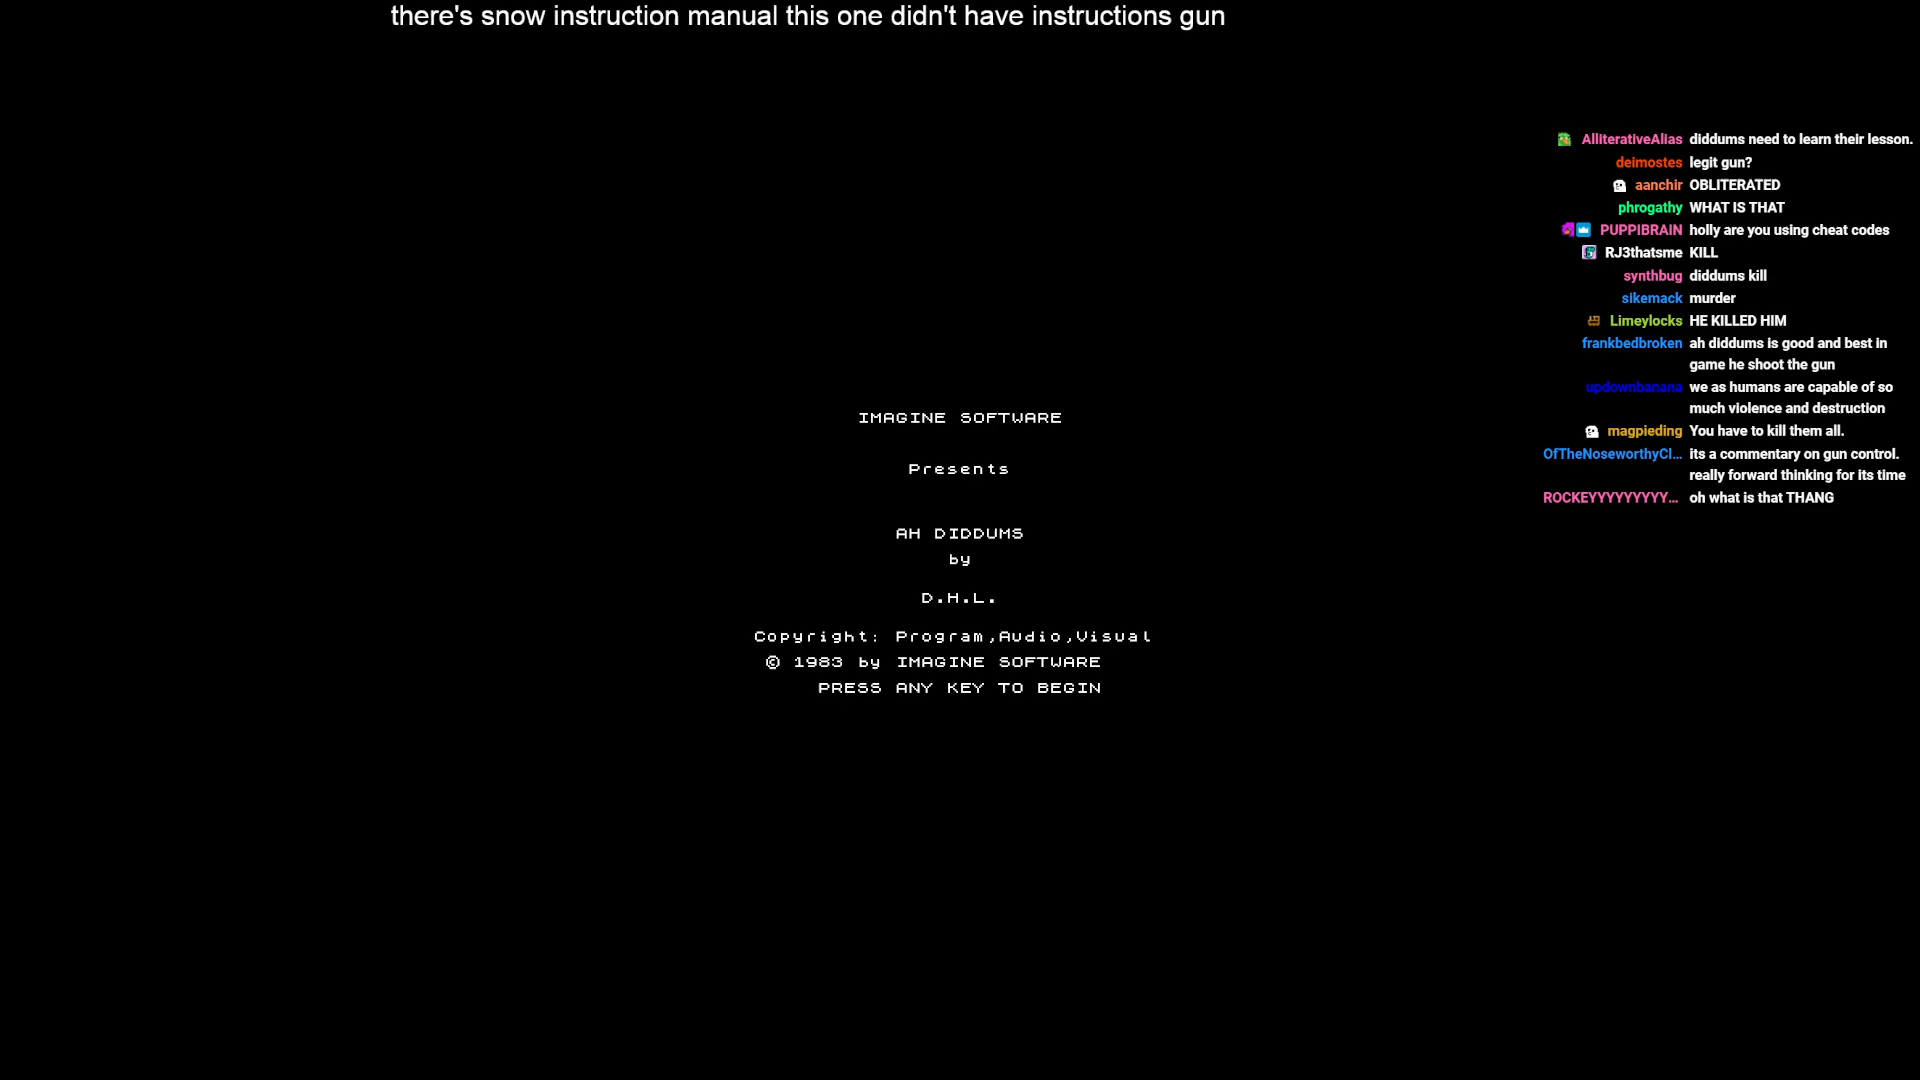 there's snow instruction manual this one didn't have instructions gun
AlliterativeAlias diddums need to learn their lesson.
deimostes legit gun?
aanchir OBLITERATED
phrogathy WHAT IS THAT
PUPPIBRAIN holly are you using cheat codes
RJ3thatsme KILL
synthbug diddums kill
sikemack murder
Limeylocks HE KILLED HIM
frankbedbroken ah diddums is good and best in
game he shoot the gun
updownbanana we as humans are capable of so
much violence and destruction
magpieding You have to kill them all.
OfTheNoseworthyCl… its a commentary on gun control.
really forward thinking for its time
ROCKEYYYYYYYYY… oh what is that THANG
IMAGINE SOFTWARE
Presents
AH DIDDUMS
by
D.H.L.
Copyright: Program,Audio,Visual
© 1983 by IMAGINE SOFTWARE
PRESS ANY KEY TO BEGIN